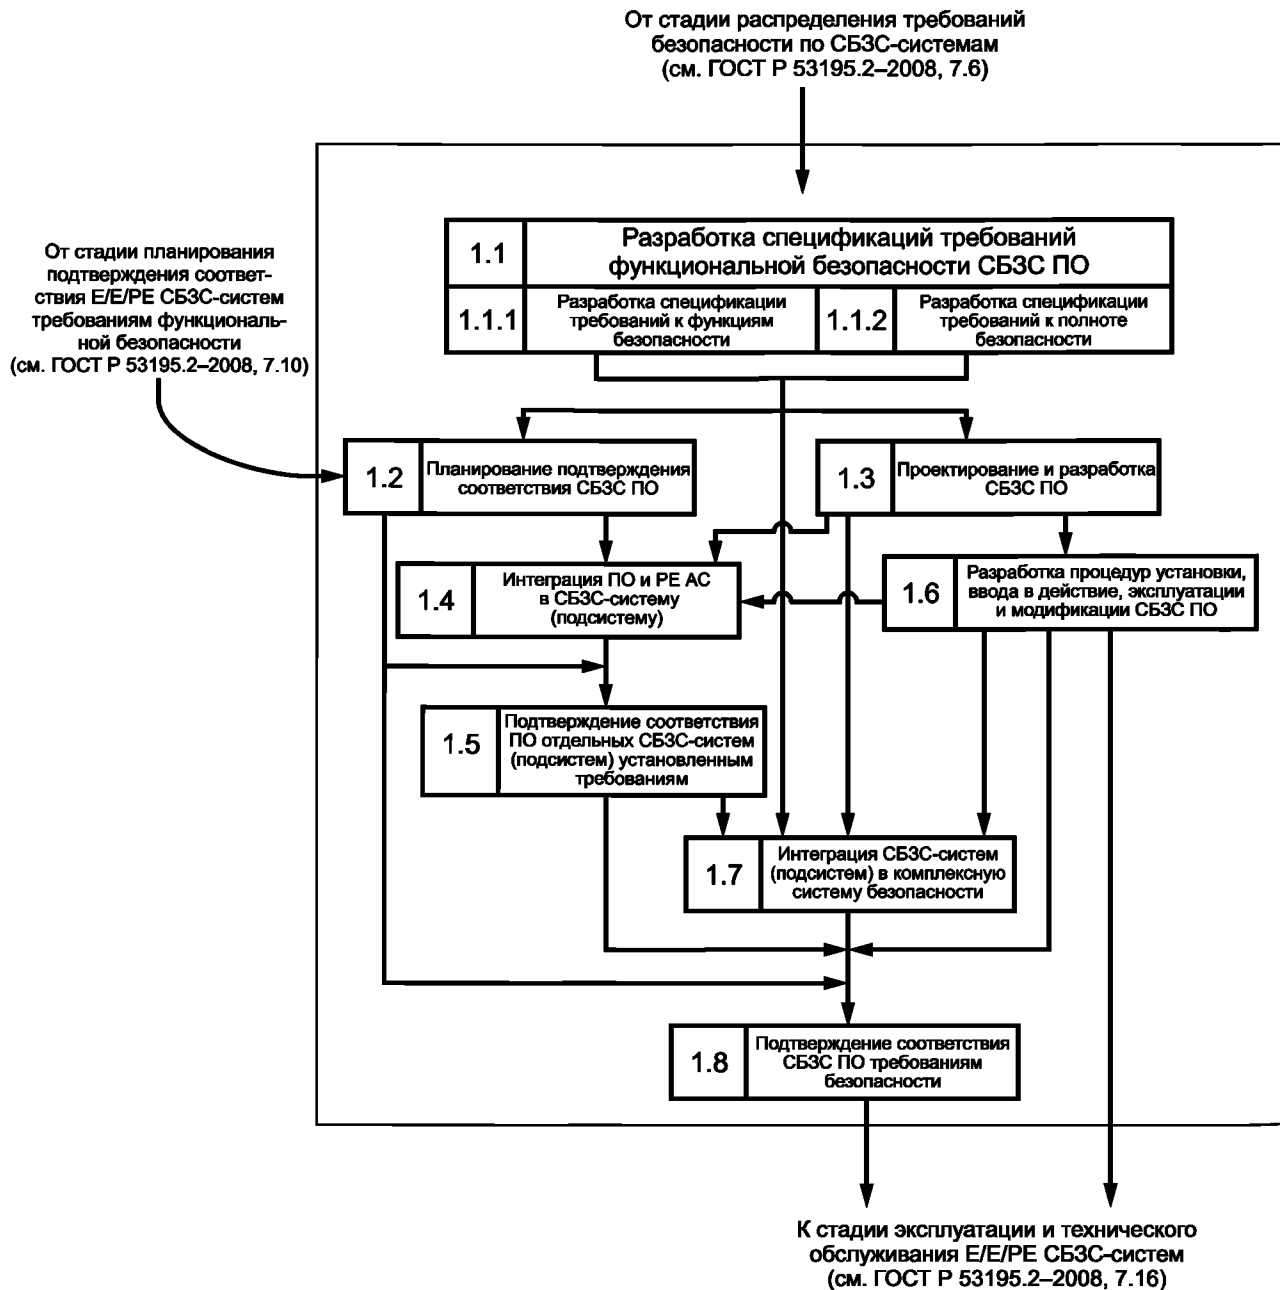 От стадии распределения требований
безопасности по СБЗС-системам
(см. ГОСТ Р 53195.2–2008, 7.6)
От стадии планирования
подтверждения соответ-
ствия Е/Е/РЕ СБЗС-систем
требованиям функциональ-
ной безопасности
(см. ГОСТ Р 53195.2–2008, 7.10)
1.1
Разработка спецификаций требований
функциональной безопасности СБЗС ПО
1.1.1
Разработка спецификации
требований к функциям
безопасности
1.1.2
Разработка спецификации
требований к полноте
безопасности
1.2
Планирование подтверждения
соответствия СБЗС ПО
1.3
Проектирование и разработка
СБЗС ПО
1.4
Интеграция ПО и РЕ АС
в СБЗС-систему
(подсистему)
1.6
Разработка процедур установки,
ввода в действие, эксплуатации
и модификации СБЗС ПО
1.5
Подтверждение соответствия
ПО отдельных СБЗС-систем
(подсистем) установленным
требованиям
1.7
Интеграция СБЗС-систем
(подсистем) в комплексную
систему безопасности
1.8
Подтверждение соответствия
СБЗС ПО требованиям
безопасности
К стадии эксплуатации и технического
обслуживания Е/Е/РЕ СБЗС-систем
(см. ГОСТ Р 53195.2–2008, 7.16)